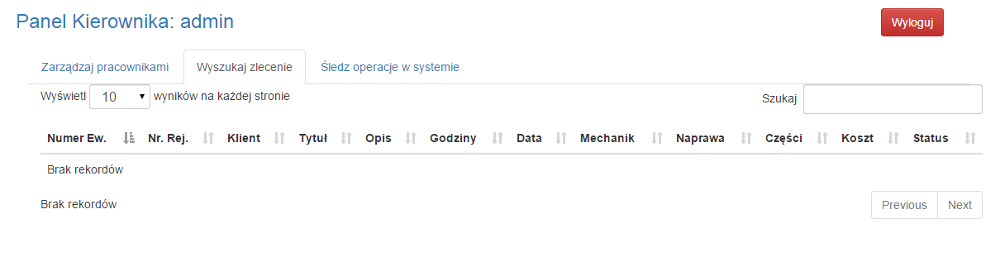 Panel Kierownika: admin Wyloguj
Zarządzaj pracownikami Wyszukaj zlecenie Śledz operacje w systemie
Wyświetl 10 wyników na każdej stronie Szukaj
Numer Ew. Nr. Rej. Klient Tytuł Opis Godziny Data Mechanik Naprawa Części Koszt Status
Brak rekordów
Brak rekordów Previous Next